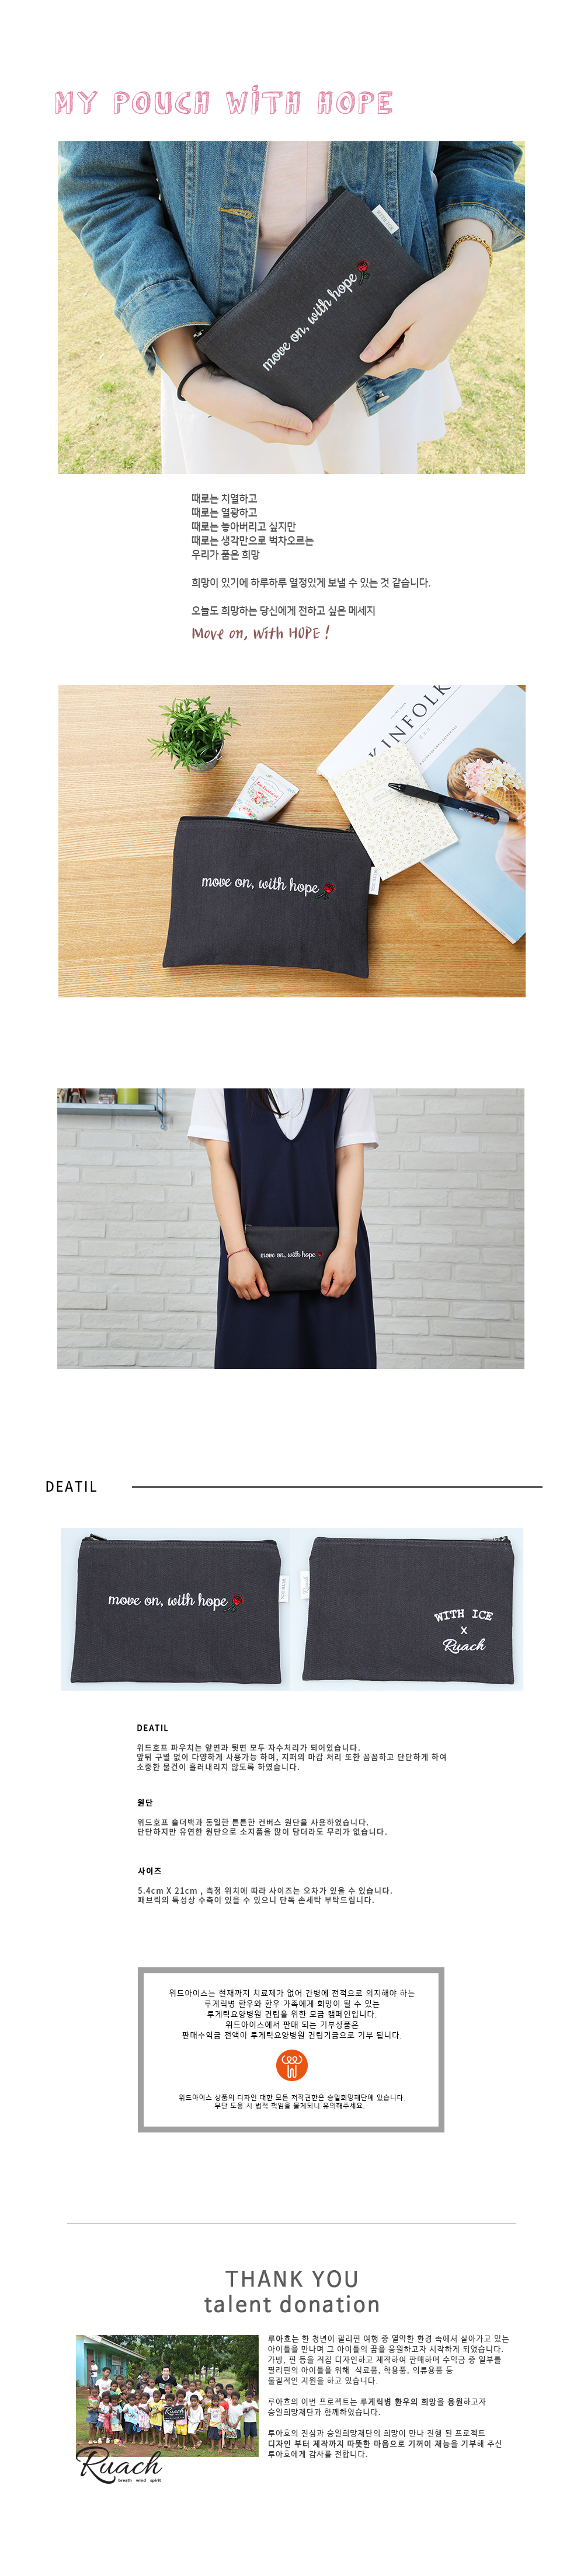 MY POUCH WiTH HOPE
move on, with hope
때로는 치열하고
때로는 열광하고
때로는 놓아버리고 싶지만
때로는 생각만으로 벅차오르는
우리가 품은 희망
희망이 있기에 하루하루 열정있게 보낼 수 있는 것 같습니다.
오늘도 희망하는 당신에게 전하고 싶은 메세지
Move on, With HOPE !
KINFOLK
move on, with hope
move on, with hope
DEATIL
move on, with hope
WITH ICE
x
Ruach
DEATIL
위드호프 파우치는 앞면과 뒷면 모두 자수처리가 되어있습니다.
앞뒤 구별 없이 다양하게 사용가능 하며, 지퍼의 마감 처리 또한 꼼꼼하고 단단하게 하여
소중한 물건이 흘러내리지 않도록 하였습니다.
원단
위드호프 숄더백과 동일한 튼튼한 컨버스 원단을 사용하였습니다.
단단하지만 유연한 원단으로 소지품을 많이 담더라도 무리가 없습니다.
사이즈
5.4cm X 21cm , 측정 위치에 따라 사이즈는 오차가 있을 수 있습니다.
패브릭의 특성상 수축이 있을 수 있으니 단독 손세탁 부탁드립니다.
위드아이스는 현재까지 치료제가 없어 간병에 전적으로 의지해야 하는
루게릭병 환우와 환우 가족에게 희망이 될 수 있는
루게릭요양병원 건립을 위한 모금 캠페인입니다.
위드아이스에서 판매 되는 기부상품은
판매수익금 전액이 루게릭요양병원 건립기금으로 기부 됩니다.
위드아이스 상품의 디자인 대한 모든 저작권한은 승일희망재단에 있습니다.
무단 도용 시 법적 책임을 물게되니 유의해주세요.
THANK YOU
talent donation
루아흐는 한 청년이 필리핀 여행 중 열악한 환경 속에서 살아가고 있는
아이들을 만나며 그 아이들의 꿈을 응원하고자 시작하게 되었습니다.
가방, 핀 등을 직접 디자인하고 제작하여 판매하며 수익금 중 일부를
필리핀의 아이들을 위해 식료품, 학용품, 의류용품 등
물질적인 지원을 하고 있습니다.
루아흐의 이번 프로젝트는 루게릭병 환우의 희망을 응원하고자
승일희망재단과 함께하였습니다.
루아흐의 진심과 승일희망재단의 희망이 만나 진행 된 프로젝트
디자인 부터 제작까지 따뜻한 마음으로 기꺼이 재능을 기부해 주신
루아흐에게 감사를 전합니다.
Ruach
breath wind spirit